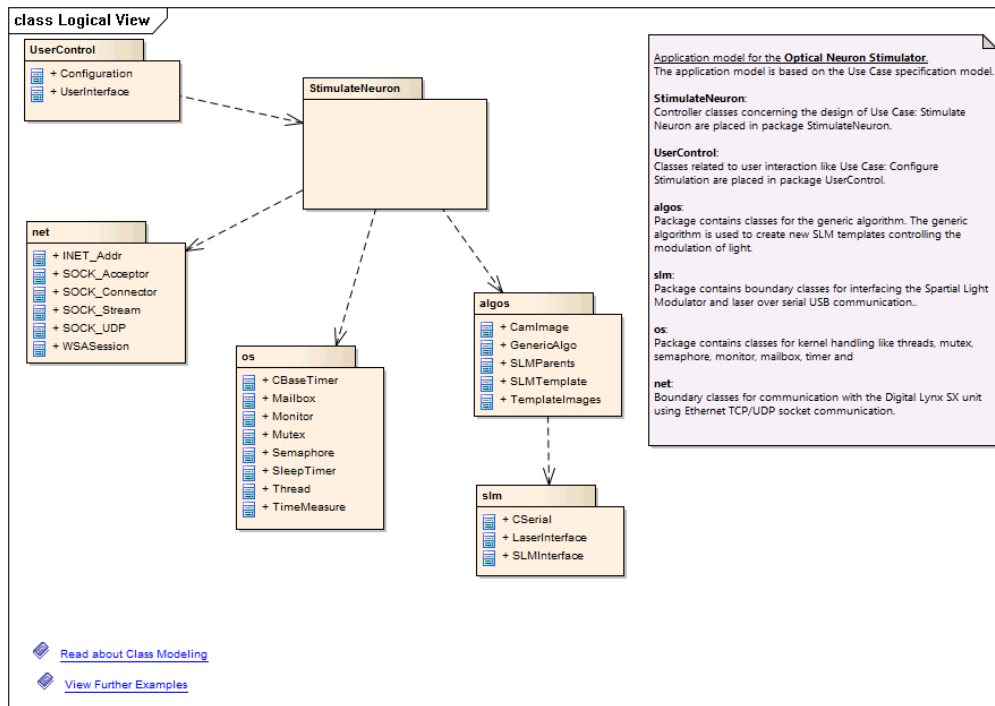 class Logical View
UserControl
+ Configuration
+ UserInterface
StimulateNeuron
net
+ INET_Addr
+ SOCK_Acceptor
+ SOCK_Connector
+ SOCK_Stream
+ SOCK_UDP
+ WSASession
os
+ CBaseTimer
+ Mailbox
+ Monitor
+ Mutex
+ Semaphore
+ SleepTimer
+ Thread
+ TimeMeasure
algos
+ CamImage
+ GenericAlgo
+ SLMParents
+ SLMTemplate
+ TemplateImages
slm
+ CSerial
+ LaserInterface
+ SLMInterface
Application model for the Optical Neuron Stimulator.
The application model is based on the Use Case specification model.
StimulateNeuron:
Controller classes concerning the design of Use Case: Stimulate
Neuron are placed in package StimulateNeuron.
UserControl:
Classes related to user interaction like Use Case: Configure
Stimulation are placed in package UserControl.
algos:
Package contains classes for the generic algorithm. The generic
algorithm is used to create new SLM templates controlling the
modulation of light.
slm:
Package contains boundary classes for interfacing the Spartial Light
Modulator and laser over serial USB communication..
os:
Package contains classes for kernel handling like threads, mutex,
semaphore, monitor, mailbox, timer and
net:
Boundary classes for communication with the Digital Lynx SX unit
using Ethernet TCP/UDP socket communication.
Read about Class Modeling
View Further Examples